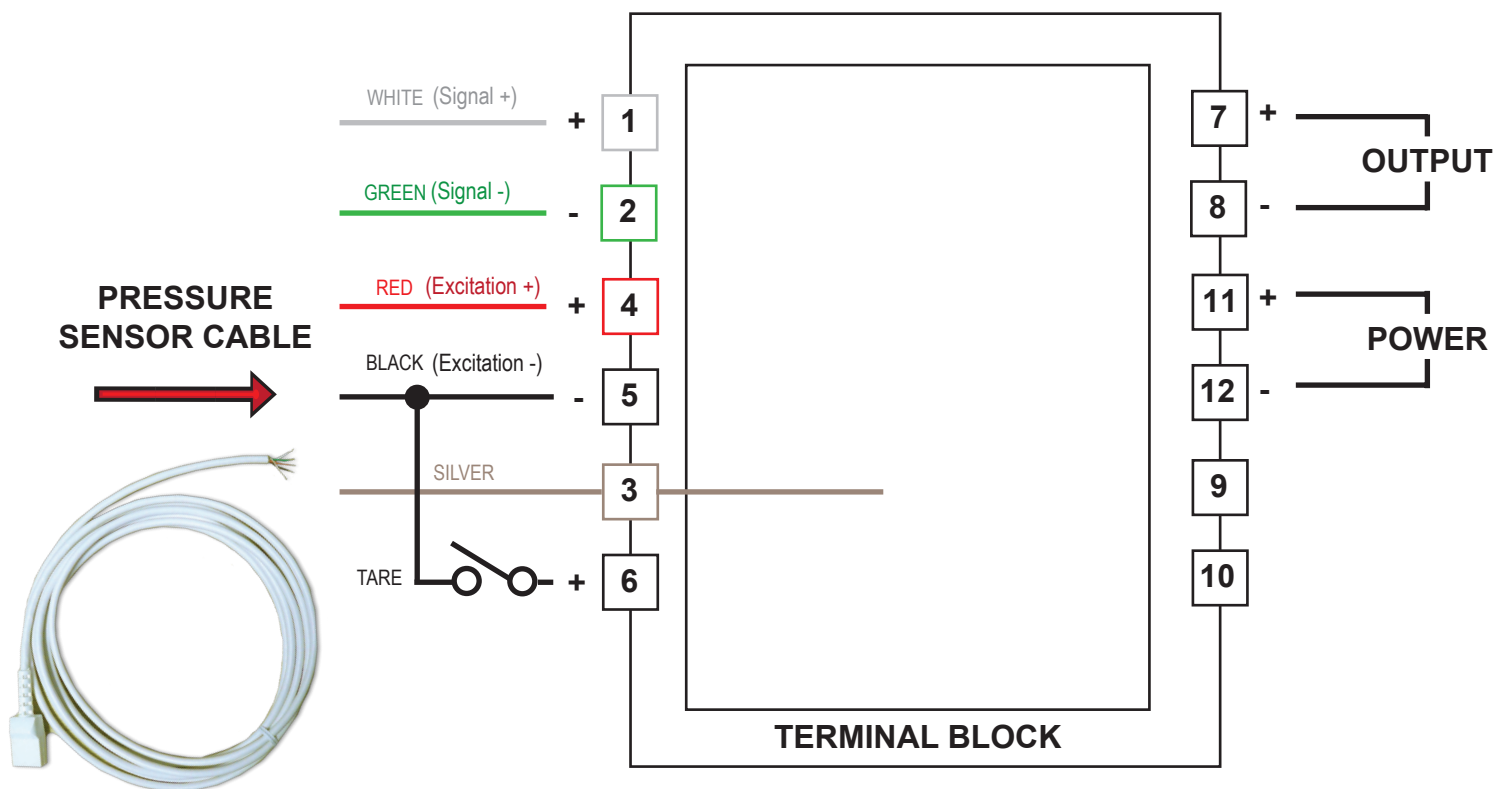 WHITE (Signal +)
+ 1
GREEN (Signal -)
- 2
RED (Excitation +)
+ 4
BLACK (Excitation -)
- 5
SILVER
3
TARE
+ 6
PRESSURE
SENSOR CABLE
7 +
8 -
OUTPUT
11 +
12 -
POWER
9
10
TERMINAL BLOCK